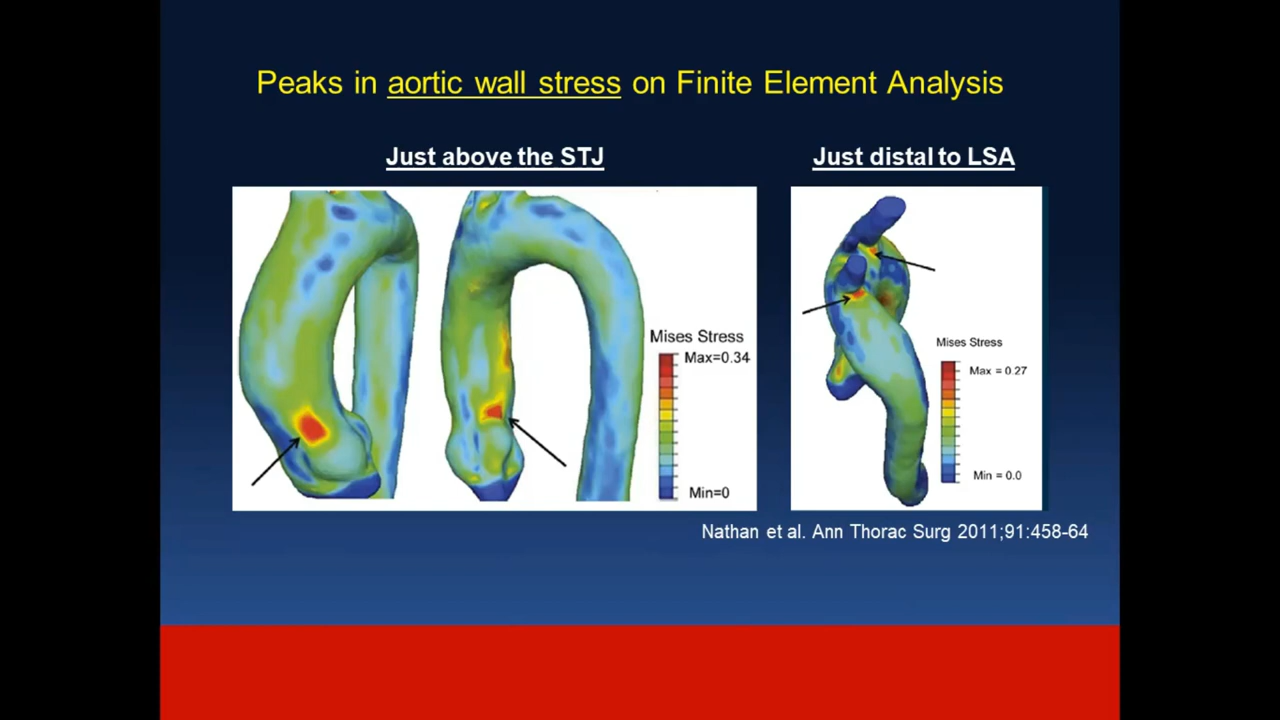 Peaks in aortic wall stress on Finite Element Analysis
Just above the STJ
Just distal to LSA
Mises Stress
Max=0.34
Min=0
Mises Stress
Max = 0.27
Min = 0.0
Nathan et al. Ann Thorac Surg 2011;91:458-64